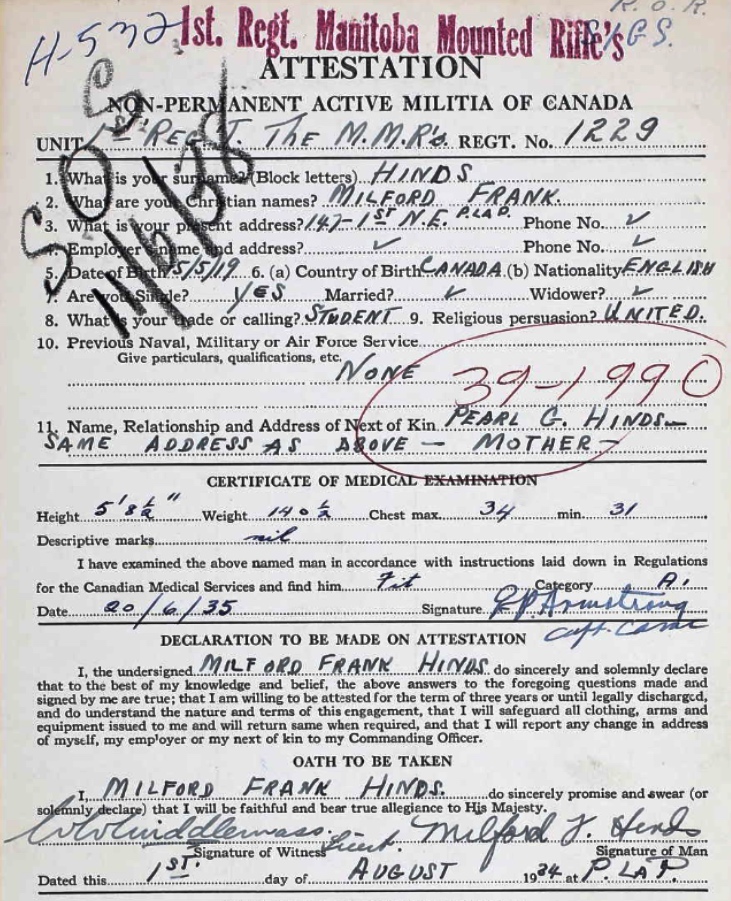 R.O.R.
H-532 1st. Regt. Manitoba Mounted Rifle's SIGS.
ATTESTATION
NON-PERMANENT ACTIVE MILITIA OF CANADA
UNIT 1st REGT. THE M.M.R's. REGT. No. 1229
S O S
11/6/38
1. What is your surname? (Block letters) HINDS
2. What are your Christian names? MILFORD FRANK.
3. What is your present address? 147-1ST N.E. P. LA P. Phone No. ✓
4. Employer's name and address? ✓ Phone No. ✓
5. Date of Birth 5/5/19 6. (a) Country of Birth CANADA (b) Nationality ENGLISH
7. Are you Single? YES Married? ✓ Widower? ✓
8. What is your trade or calling? STUDENT 9. Religious persuasion? UNITED.
10. Previous Naval, Military or Air Force Service
Give particulars, qualifications, etc.
NONE
39-1990
11. Name, Relationship and Address of Next of Kin PEARL G. HINDS
SAME ADDRESS AS ABOVE - MOTHER -
CERTIFICATE OF MEDICAL EXAMINATION
Height 5' 8 1/2" Weight 140 1/2 Chest max. 34 min. 31
Descriptive marks nil
I have examined the above named man in accordance with instructions laid down in Regulations
for the Canadian Medical Services and find him Fit Category A1
Date 20/6/35 Signature Armstrong
Capt. CAMC
DECLARATION TO BE MADE ON ATTESTATION
I, the undersigned MILFORD FRANK HINDS do sincerely and solemnly declare
that to the best of my knowledge and belief, the above answers to the foregoing questions made and
signed by me are true; that I am willing to be attested for the term of three years or until legally discharged,
and do understand the nature and terms of this engagement, that I will safeguard all clothing, arms and
equipment issued to me and will return same when required, and that I will report any change in address
of myself, my employer or my next of kin to my Commanding Officer.
OATH TO BE TAKEN
I, MILFORD FRANK HINDS. do sincerely promise and swear (or
solemnly declare) that I will be faithful and bear true allegiance to His Majesty.
Lieut. Milford F. Hinds
Signature of Witness Signature of Man
Dated this 1ST. day of AUGUST 1934 at P. LA P.